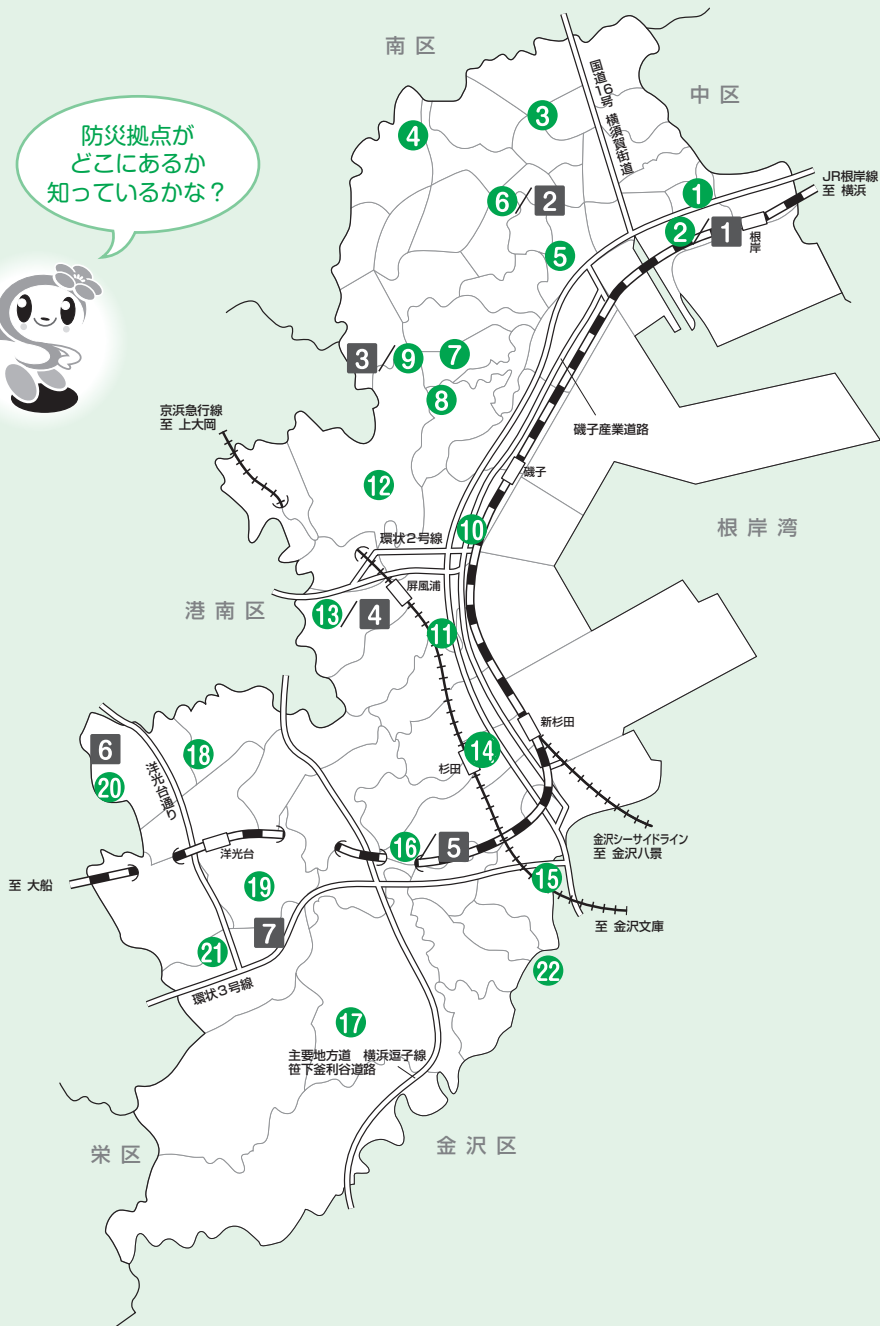 南区
国道16号 横須賀街道
中区
防災拠点が
どこにあるか
知っているかな？
4
3
JR根岸線
至 横浜
1
6
2
2
1
根岸
5
3
9
7
8
京浜急行線
至 上大岡
磯子産業道路
磯子
12
10
根岸湾
環状2号線
屏風浦
港南区
13
4
11
新杉田
14
杉田
6
18
20
洋光台通り
洋光台
16
5
金沢シーサイドライン
至 金沢八景
至 大船
19
15
至 金沢文庫
7
21
22
環状3号線
17
主要地方道 横浜逗子線
笹下釜利谷道路
栄区
金沢区